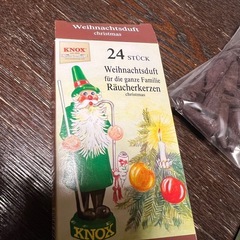 Weihnachtsduft
christmas
KNOX
24 STÜCK
Weihnachtsduft
für die ganze Familie
Räucherkerzen
christmas
KNOX